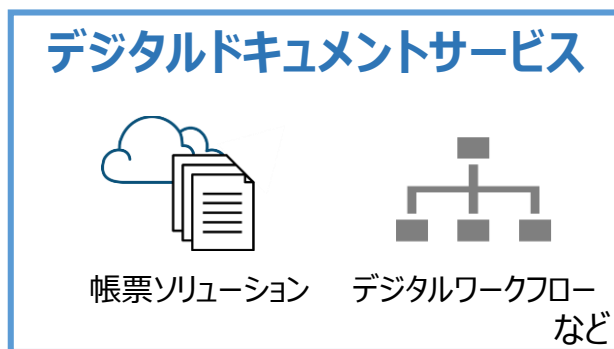 デジタルドキュメントサービス
帳票ソリューション デジタルワークフロー
など